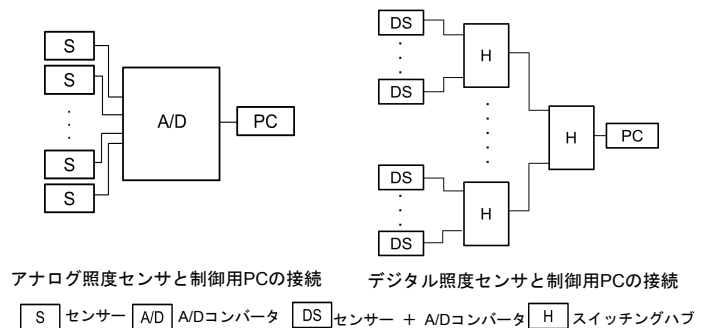 S
S
S
S
A/D
PC
DS
DS
DS
DS
H
H
H
PC
アナログ照度センサと制御用PCの接続
デジタル照度センサと制御用PCの接続
S センサー A/D A/Dコンバータ DS センサー + A/Dコンバータ H スイッチングハブ